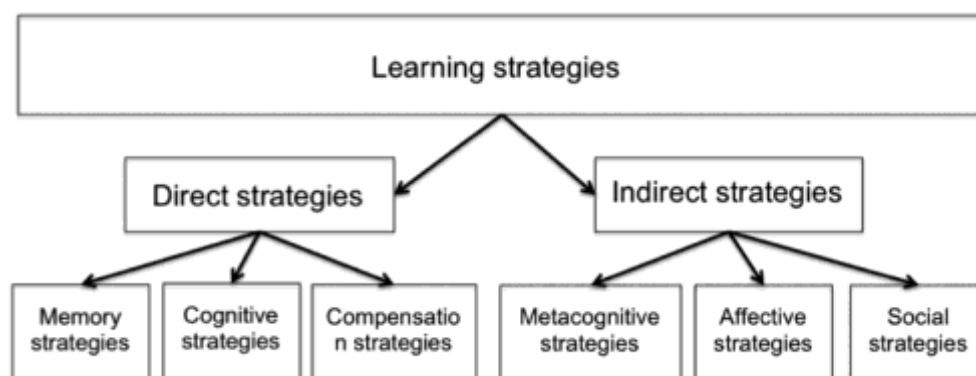 Learning strategies
Direct strategies
Indirect strategies
Memory
strategies
Cognitive
strategies
Compensatio
n strategies
Metacognitive
strategies
Affective
strategies
Social
strategies